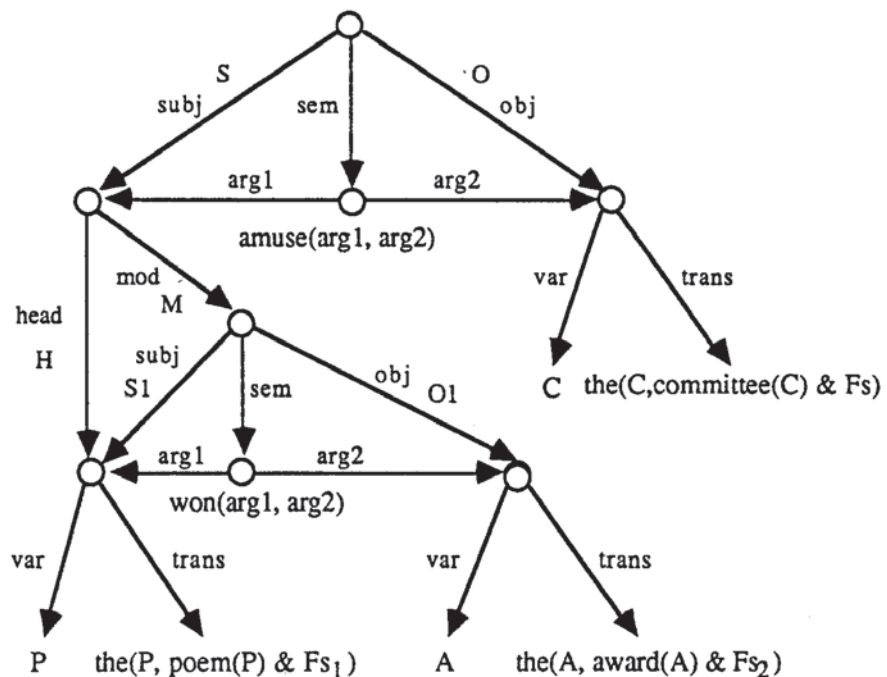 S O
subj sem obj
arg1 arg2
amuse(arg1, arg2)
mod var trans
M
head
H subj obj
S1 sem O1 C the(C,committee(C) & Fs)
arg1 arg2
won(arg1, arg2)
var trans var trans
P the(P, poem(P) & Fs1) A the(A, award(A) & Fs2)